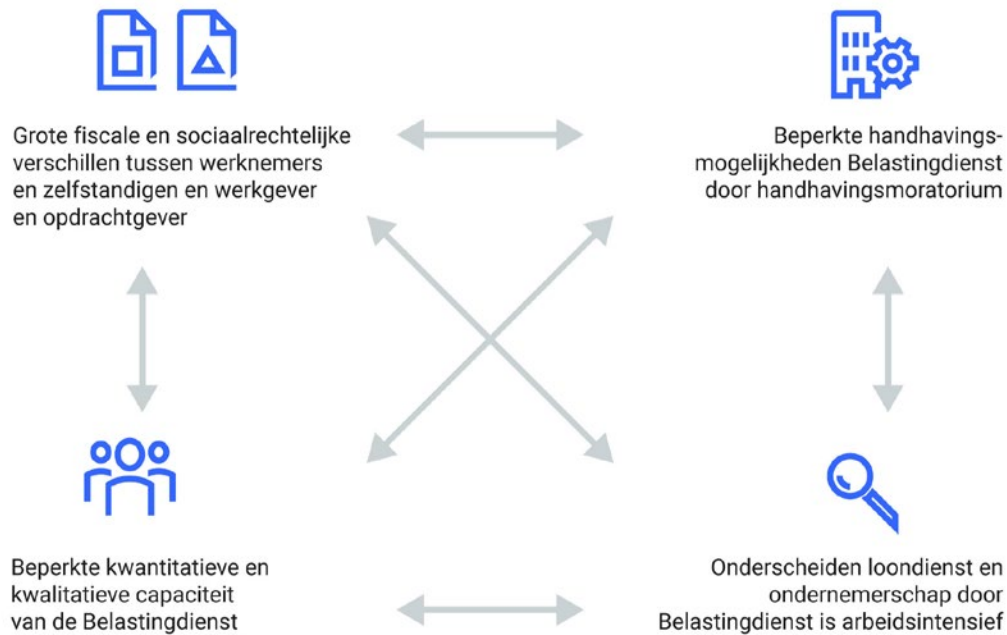 Grote fiscale en sociaalrechtelijke
verschillen tussen werknemers
en zelfstandigen en werkgever
en opdrachtgever
Beperkte handhavings-
mogelijkheden Belastingdienst
door handhavingsmoratorium
Beperkte kwantitatieve en
kwalitatieve capaciteit
van de Belastingdienst
Onderscheiden loondienst en
ondernemerschap door
Belastingdienst is arbeidsintensief